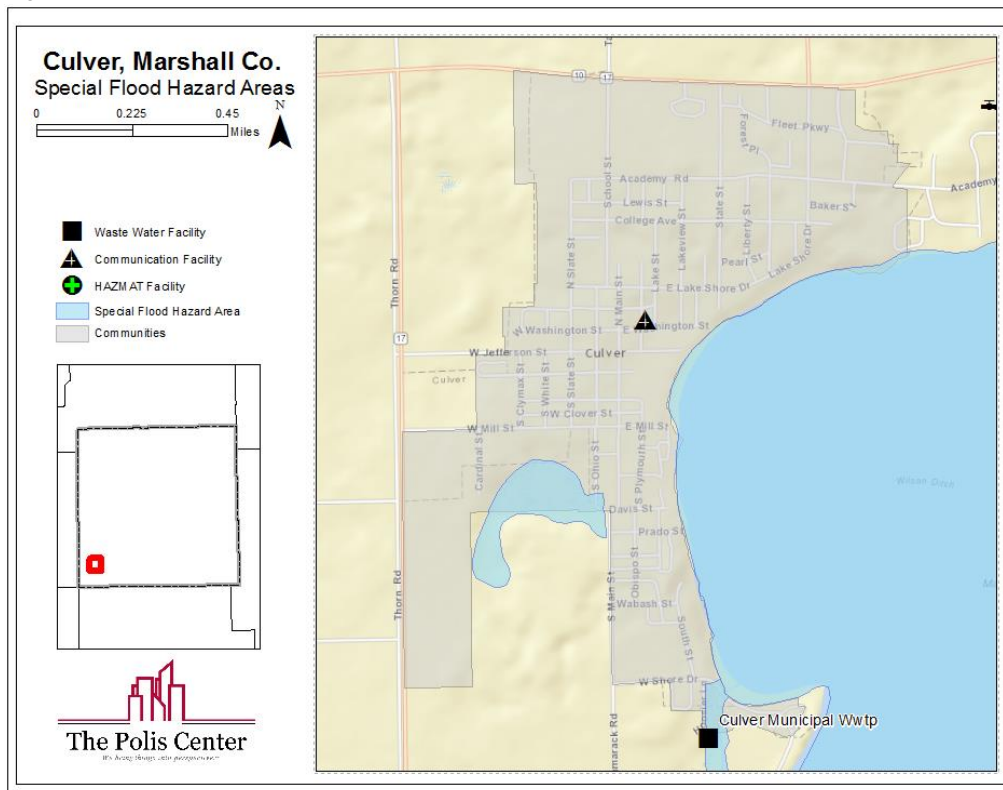 Culver, Marshall Co.
Special Flood Hazard Areas
0 0.225 0.45
Miles
N
Waste Water Facility
Communication Facility
HAZMAT Facility
Special Flood Hazard Area
Communities
The Polis Center
10
17
School St
Forest Pl
Fleet Pkwy
Academy Rd
Academy
Lewis St
State St
Baker St
College Ave
Lakeview St
Liberty St
Lake St
Pearl St
Lake Shore Dr
N State St
N Main St
E Lake Shore Dr
Thorn Rd
17
W Washington St
E Washington St
W Jefferson St
Culver
Culver
S Clymax St
S White St
S State St
W Clover St
W Mill St
E Mill St
Cardinal St
S Ohio St
S Plymouth St
Wilson Ditch
Davis St
Prado St
Obispo St
Wabash St
Thorn Rd
S Main St
South St
W Shore Dr
Culver Municipal Wwtp
amarack Rd